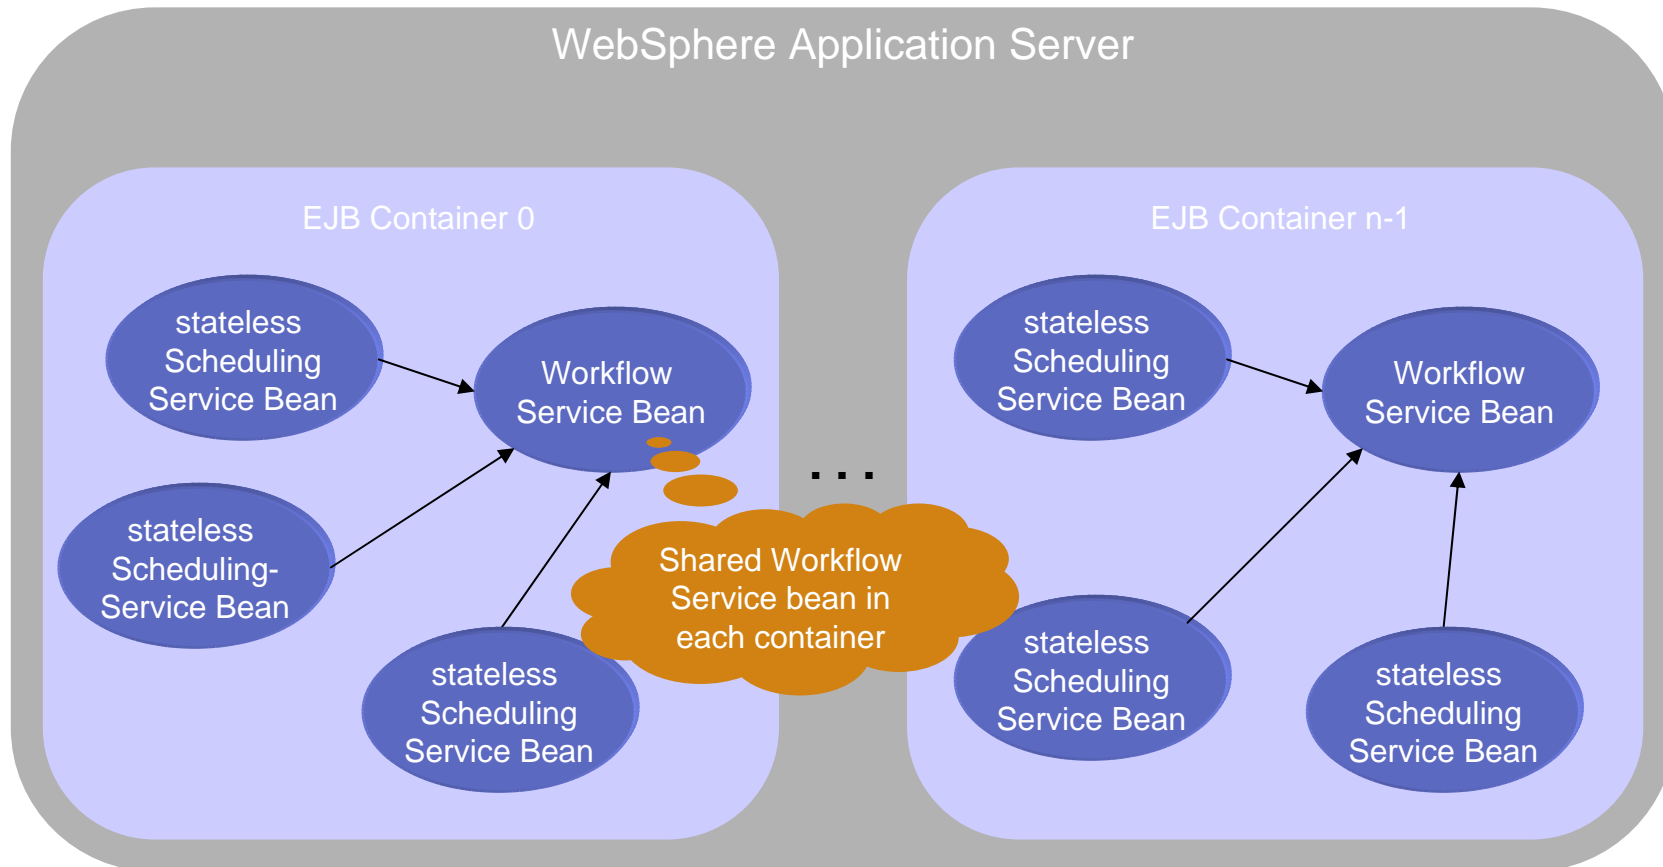 WebSphere Application Server
EJB Container 0
stateless
Scheduling
Service Bean
Workflow
Service Bean
stateless
Scheduling-
Service Bean
stateless
Scheduling
Service Bean
. . .
Shared Workflow
Service bean in
each container
EJB Container n-1
stateless
Scheduling
Service Bean
Workflow
Service Bean
stateless
Scheduling
Service Bean
stateless
Scheduling
Service Bean